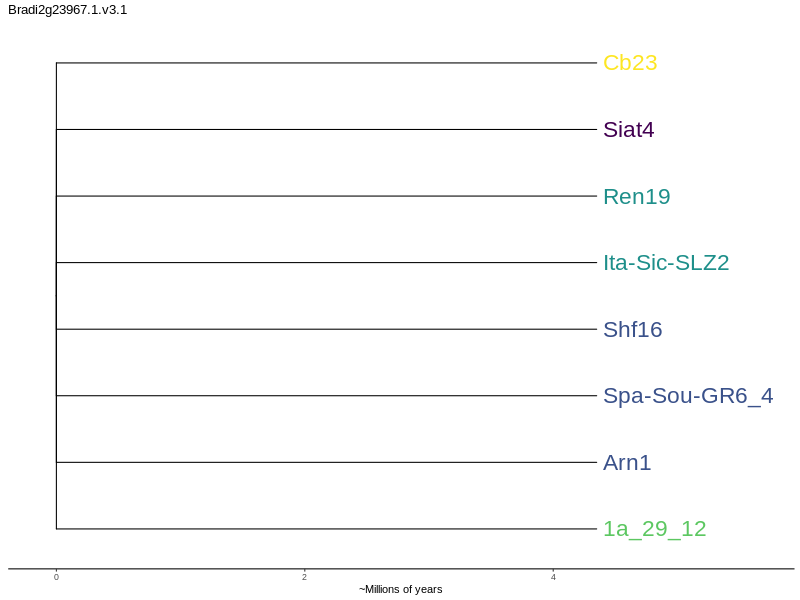 Bradi2g23967.1.v3.1
Cb23
Siat4
Ren19
Ita-Sic-SLZ2
Shf16
Spa-Sou-GR6_4
Arn1
1a_29_12
0 2 4
~Millions of years